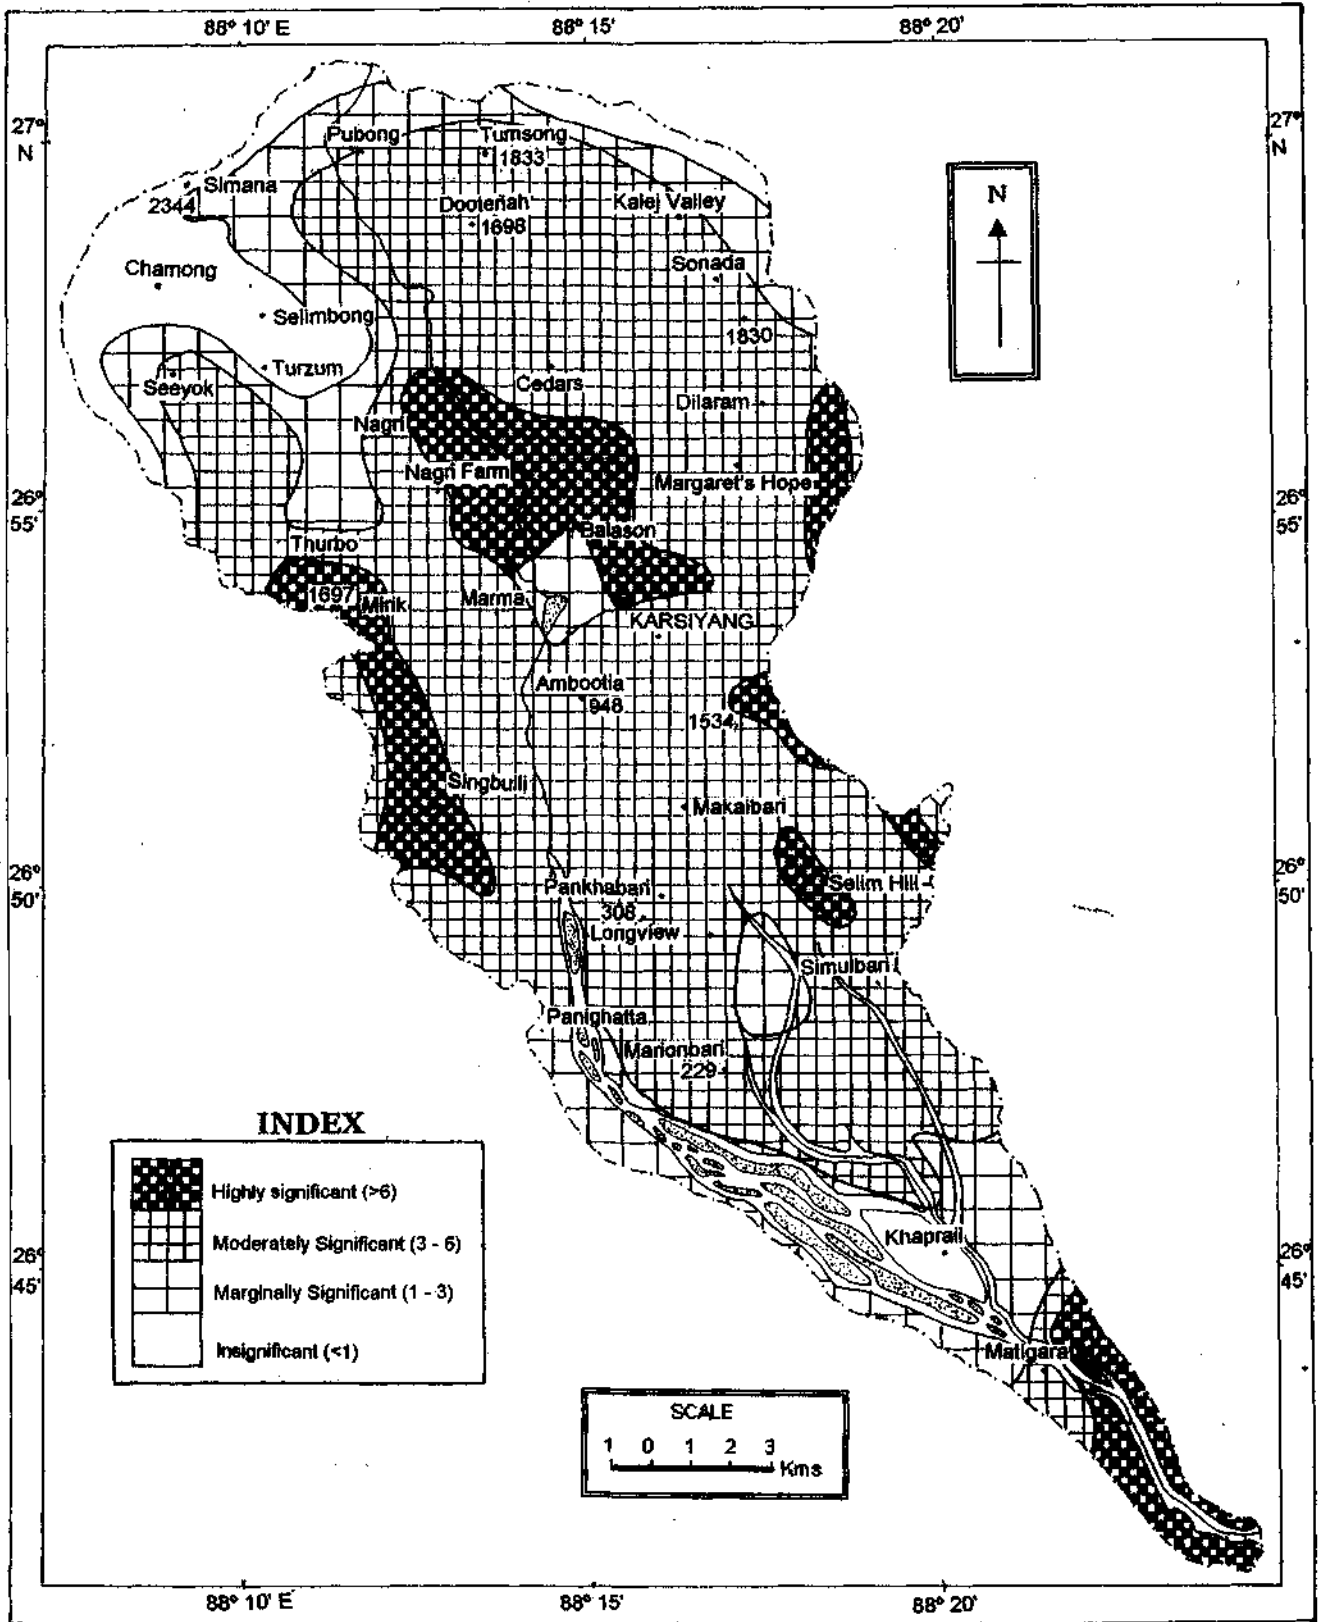 88° 10' E 88° 15' 88° 20'
27° N
27° N
Pubong
Tumsong
1833
Simana
2344
Dooteriah
1698
Kalej Valley
N
Chamong
Sonada
Selimbong
1830
Turzum
Seeyok
Cedars
Dilaram
Nagri
Nagri Farm
Margaret's Hope
26° 55'
26° 55'
Balason
Thurbo
1697
Mirik
Marma
KARSIYANG
Ambootia
948
1534
Singbulli
Makaibari
26° 50'
26° 50'
Pankhabari
Selim Hill
308
Longview
Simulbari
Panighatta
Marionbari
229
INDEX
Highly significant (>6)
Moderately Significant (3 - 6)
Marginally Significant (1 - 3)
Insignificant (<1)
Khaprail
26° 45'
26° 45'
Matigara
SCALE
1 0 1 2 3
Kms
88° 10' E 88° 15' 88° 20'